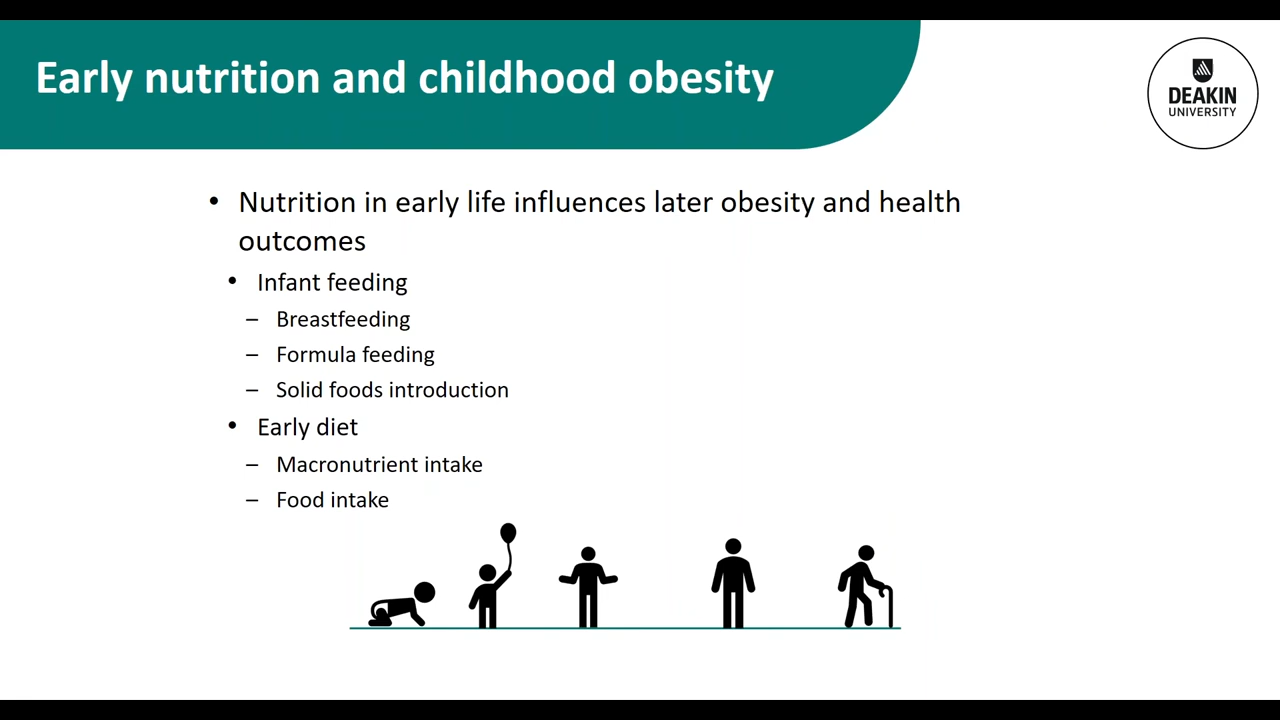 Early nutrition and childhood obesity
DEAKIN
UNIVERSITY
• Nutrition in early life influences later obesity and health
outcomes
• Infant feeding
– Breastfeeding
– Formula feeding
– Solid foods introduction
• Early diet
– Macronutrient intake
– Food intake